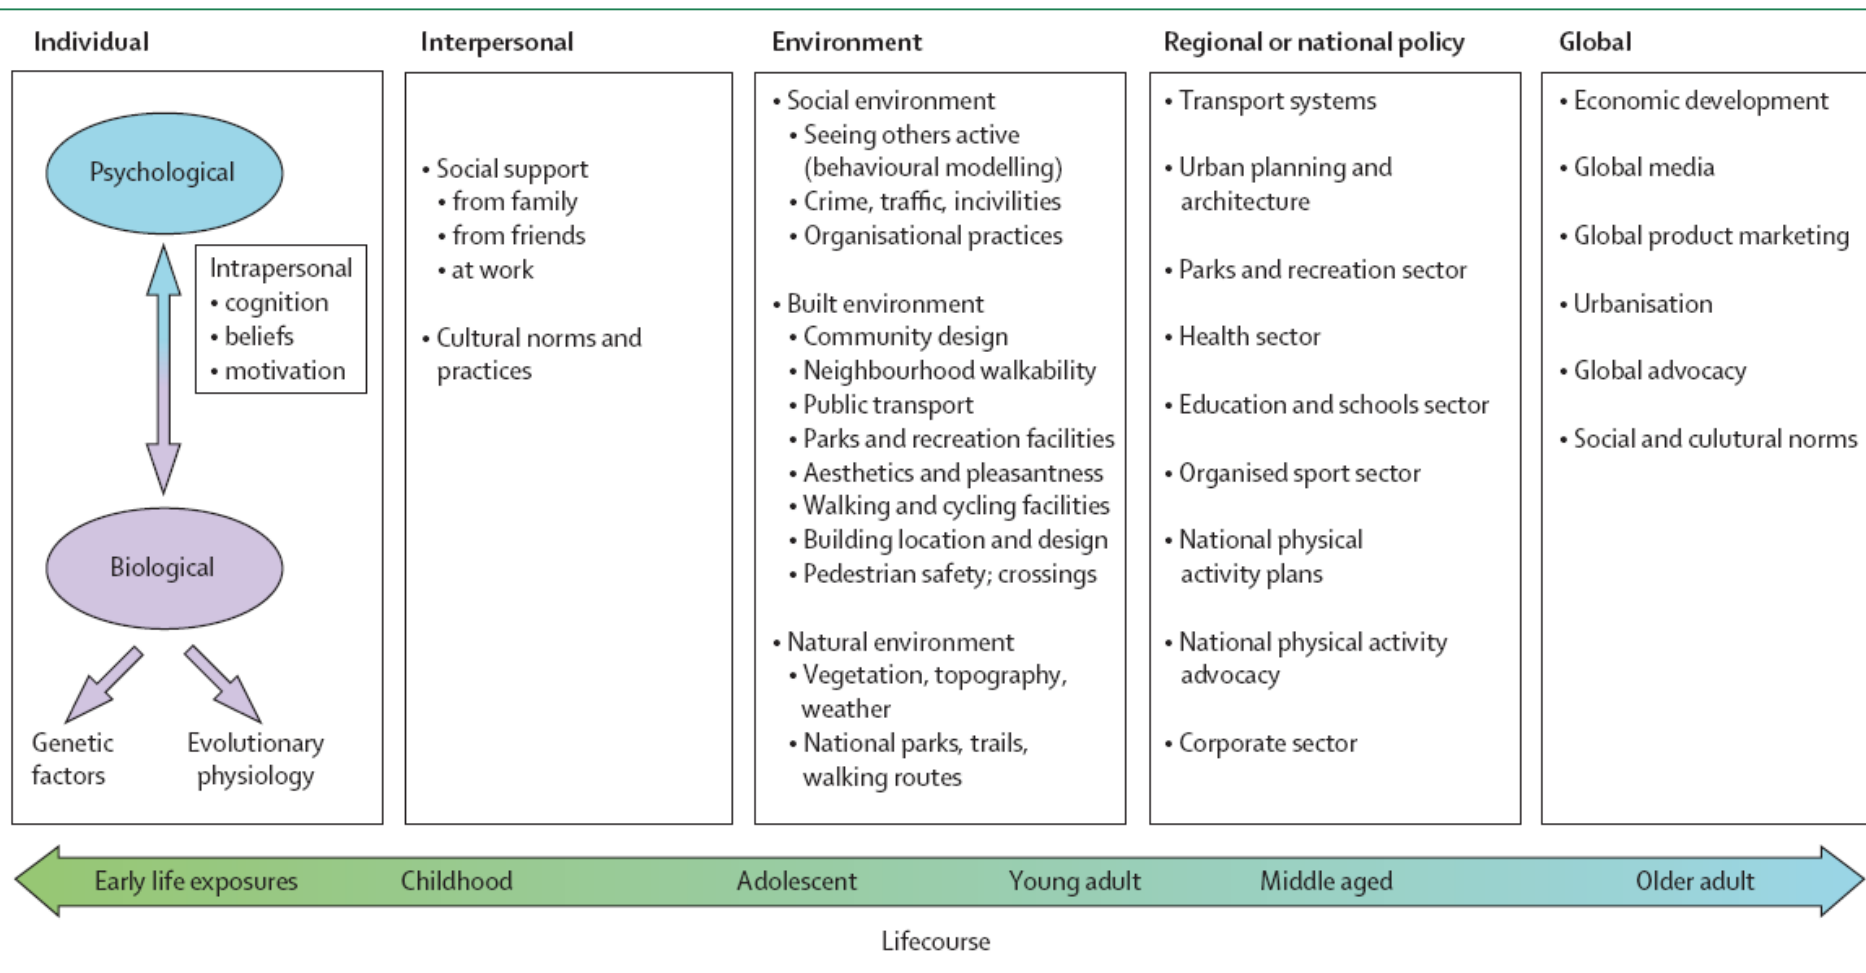 Individual
Psychological
Intrapersonal
• cognition
• beliefs
• motivation
Biological
Genetic
factors
Evolutionary
physiology
Interpersonal
• Social support
• from family
• from friends
• at work
• Cultural norms and
practices
Environment
• Social environment
• Seeing others active
(behavioural modelling)
• Crime, traffic, incivilities
• Organisational practices
• Built environment
• Community design
• Neighbourhood walkability
• Public transport
• Parks and recreation facilities
• Aesthetics and pleasantness
• Walking and cycling facilities
• Building location and design
• Pedestrian safety; crossings
• Natural environment
• Vegetation, topography,
weather
• National parks, trails,
walking routes
Regional or national policy
• Transport systems
• Urban planning and
architecture
• Parks and recreation sector
• Health sector
• Education and schools sector
• Organised sport sector
• National physical
activity plans
• National physical activity
advocacy
• Corporate sector
Global
• Economic development
• Global media
• Global product marketing
• Urbanisation
• Global advocacy
• Social and culutural norms
Early life exposures
Childhood
Adolescent
Young adult
Middle aged
Older adult
Lifecourse